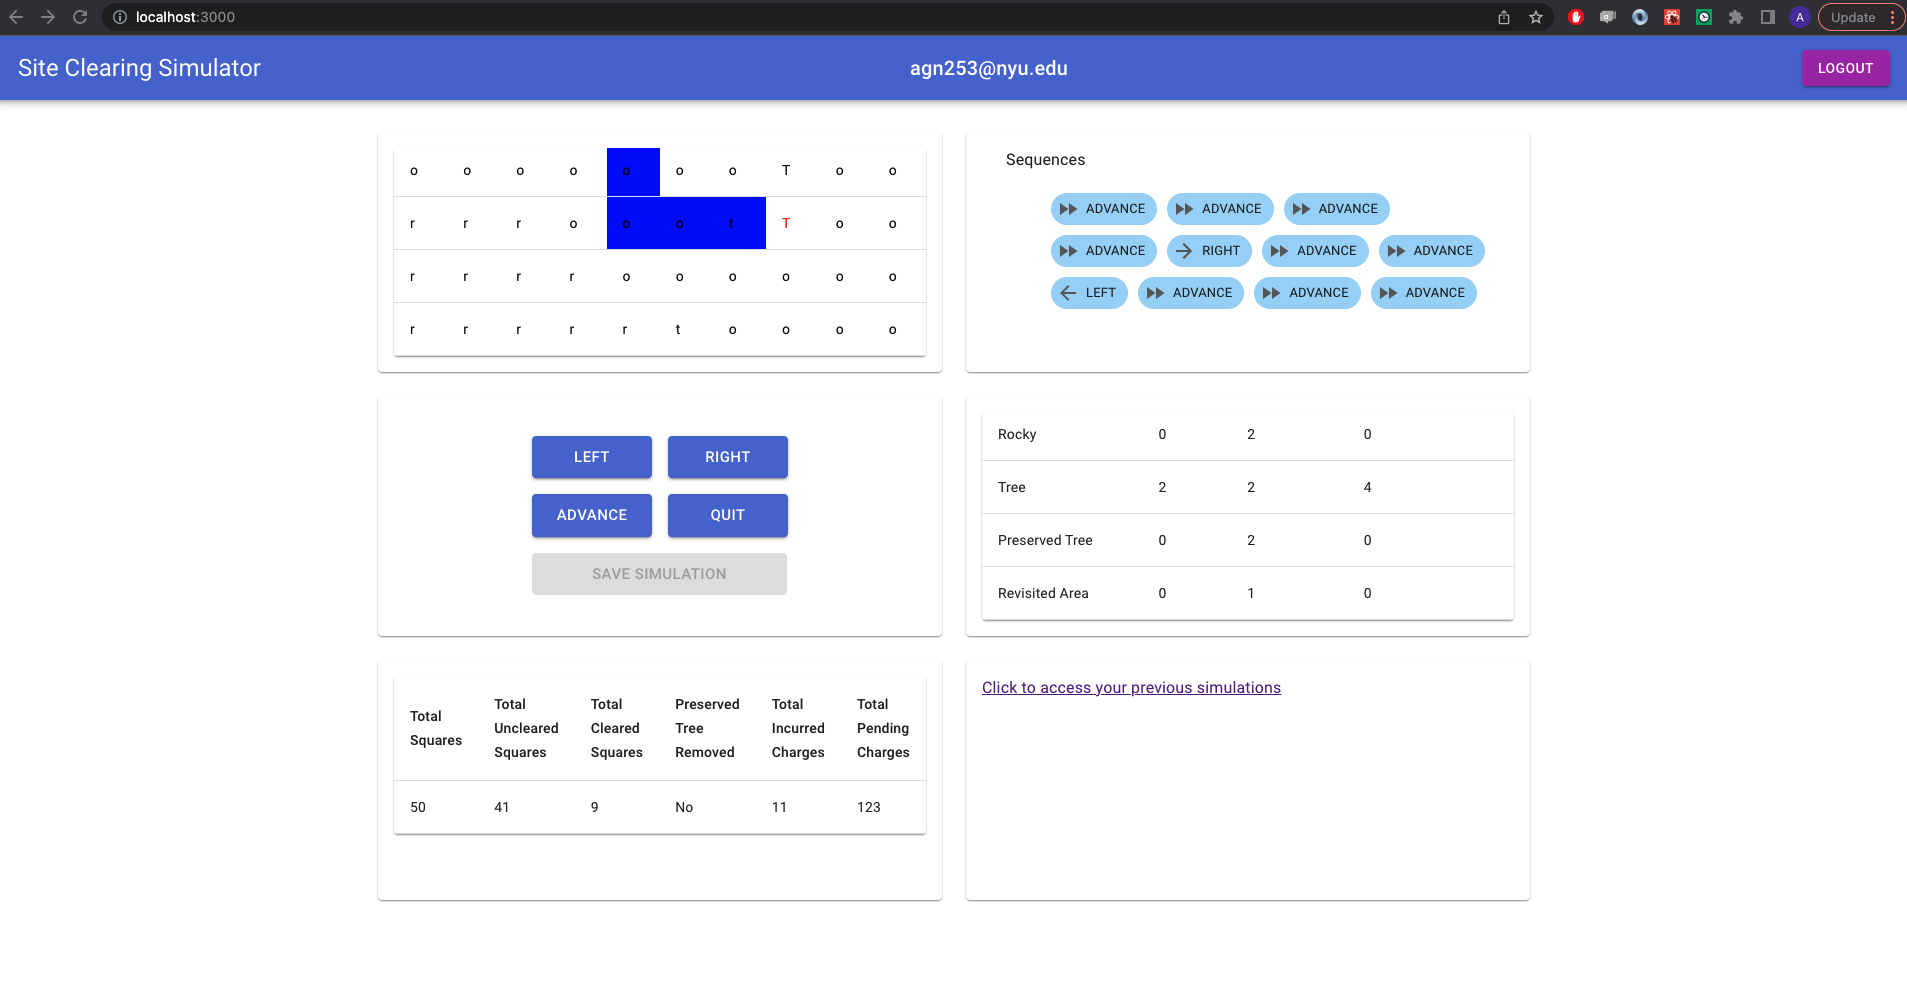 localhost:3000
A
Update
Site Clearing Simulator
agn253@nyu.edu
LOGOUT
o o o o o o o T o o
r r r o o o t T o o
r r r r o o o o o o
r r r r r t o o o o
Sequences
ADVANCE ADVANCE ADVANCE
ADVANCE RIGHT ADVANCE ADVANCE
LEFT ADVANCE ADVANCE ADVANCE
LEFT RIGHT
ADVANCE QUIT
SAVE SIMULATION
Rocky 0 2 0
Tree 2 2 4
Preserved Tree 0 2 0
Revisited Area 0 1 0
Total Squares
Total Uncleared Squares
Total Cleared Squares
Preserved Tree Removed
Total Incurred Charges
Total Pending Charges
50 41 9 No 11 123
Click to access your previous simulations